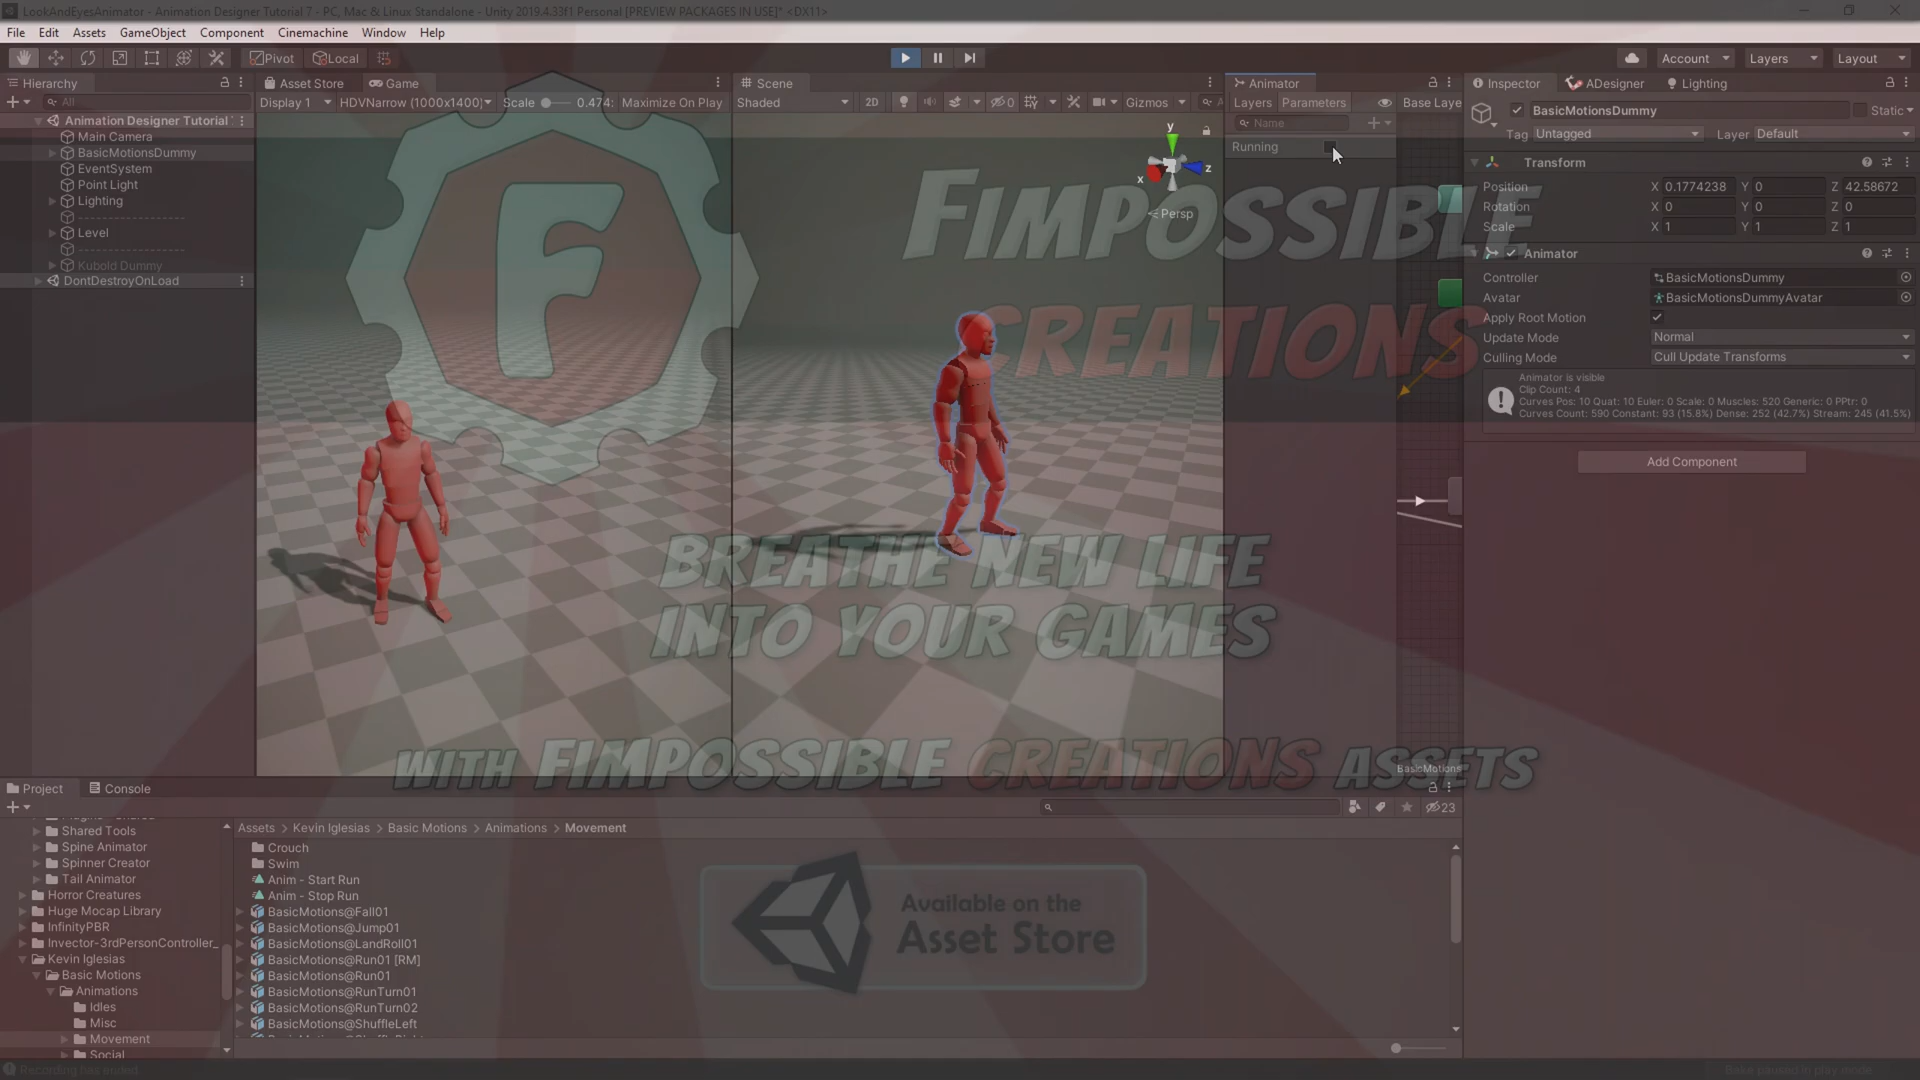 LookAndEyesAnimator - Animation Designer Tutorial 7 - PC, Mac & Linux Standalone - Unity 2019.4.33f1 Personal [PREVIEW PACKAGES IN USE]* <DX11>
File Edit Assets GameObject Component Cinemachine Window Help
Pivot Local Account Layers Layout
Hierarchy
All
Animation Designer Tutorial
Main Camera
BasicMotionsDummy
EventSystem
Point Light
Lighting
--------------------
Level
--------------------
Kubold Dummy
DontDestroyOnLoad
Asset Store Game
Display 1 HDVNarrow (1000x1400) Scale 0.474: Maximize On Play
F
Scene
Shaded 2D 0 Gizmos A
y
x
z
Persp
Animator
Layers Parameters Base Laye
Name
Running
FIMPOSSIBLE
CREATIONS
BREATHE NEW LIFE
INTO YOUR GAMES
WITH FIMPOSSIBLE CREATIONS ASSETS
BasicMotions
Inspector ADesigner Lighting
BasicMotionsDummy Static
Tag Untagged Layer Default
Transform
Position X 0.1774238 Y 0 Z 42.58672
Rotation X 0 Y 0 Z 0
Scale X 1 Y 1 Z 1
Animator
Controller BasicMotionsDummy
Avatar BasicMotionsDummyAvatar
Apply Root Motion
Update Mode Normal
Culling Mode Cull Update Transforms
Animator is visible
Clip Count: 4
Curves Pos: 10 Quat: 10 Euler: 0 Scale: 0 Muscles: 520 Generic: 0 PPtr: 0
Curves Count: 590 Constant: 93 (15.8%) Dense: 252 (42.7%) Stream: 245 (41.5%)
Add Component
Project Console
23
Shared Tools
Spine Animator
Spinner Creator
Tail Animator
Horror Creatures
Huge Mocap Library
InfinityPBR
Invector-3rdPersonController_
Kevin Iglesias
Basic Motions
Animations
Idles
Misc
Movement
Social
Assets > Kevin Iglesias > Basic Motions > Animations > Movement
Crouch
Swim
Anim - Start Run
Anim - Stop Run
BasicMotions@Fall01
BasicMotions@Jump01
BasicMotions@LandRoll01
BasicMotions@Run01 [RM]
BasicMotions@Run01
BasicMotions@RunTurn01
BasicMotions@RunTurn02
BasicMotions@ShuffleLeft
Available on the
Asset Store
Recording has ended
Bake paused in play mode